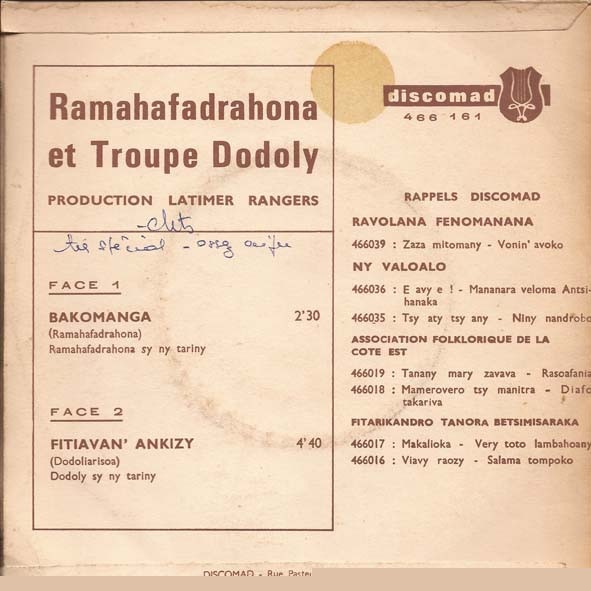 Ramahafadrahona
et Troupe Dodoly
PRODUCTION LATIMER RANGERS
FACE 1
BAKOMANGA 2'30
(Ramahafadrahona)
Ramahafadrahona sy ny tariny
FACE 2
FITIAVAN' ANKIZY 4'40
(Dodoliarisoa)
Dodoly sy ny tariny
discomad
466 161
RAPPELS DISCOMAD
RAVOLANA FENOMANANA
466039 : Zaza mitomany - Vonin' avoko
NY VALOALO
466036 : E avy e ! - Mananara veloma Antsi-
hanaka
466035 : Tsy aty tsy any - Niny nandrobo
ASSOCIATION FOLKLORIQUE DE LA
COTE EST
466019 : Tanany mary zavava - Rasoafania
466018 : Mamerovero tsy manitra - Diafo
takariva
FITARIKANDRO TANORA BETSIMISARAKA
466017 : Makalioka - Very toto lambahoany
466016 : Viavy raozy - Salama tompoko
DISCOMAD - Rue Paste